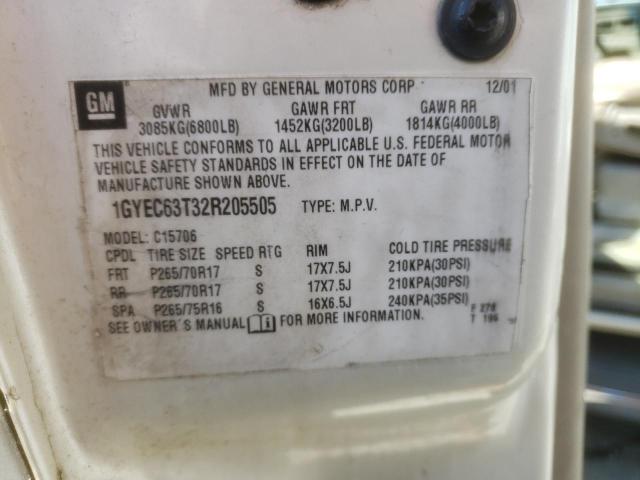 GM
MFD BY GENERAL MOTORS CORP 12/01
GVWR GAWR FRT GAWR RR
3085KG(6800LB) 1452KG(3200LB) 1814KG(4000LB)
THIS VEHICLE CONFORMS TO ALL APPLICABLE U.S. FEDERAL MOTOR
VEHICLE SAFETY STANDARDS IN EFFECT ON THE DATE OF
MANUFACTURE SHOWN ABOVE.
1GYEC63T32R205505 TYPE: M.P.V.
MODEL: C15706
CPDL TIRE SIZE SPEED RTG RIM COLD TIRE PRESSURE
FRT P265/70R17 S 17X7.5J 210KPA(30PSI)
RR P265/70R17 S 17X7.5J 210KPA(30PSI)
SPA P265/75R16 S 16X6.5J 240KPA(35PSI)
F 278
SEE OWNER'S MANUAL FOR MORE INFORMATION.
T 196